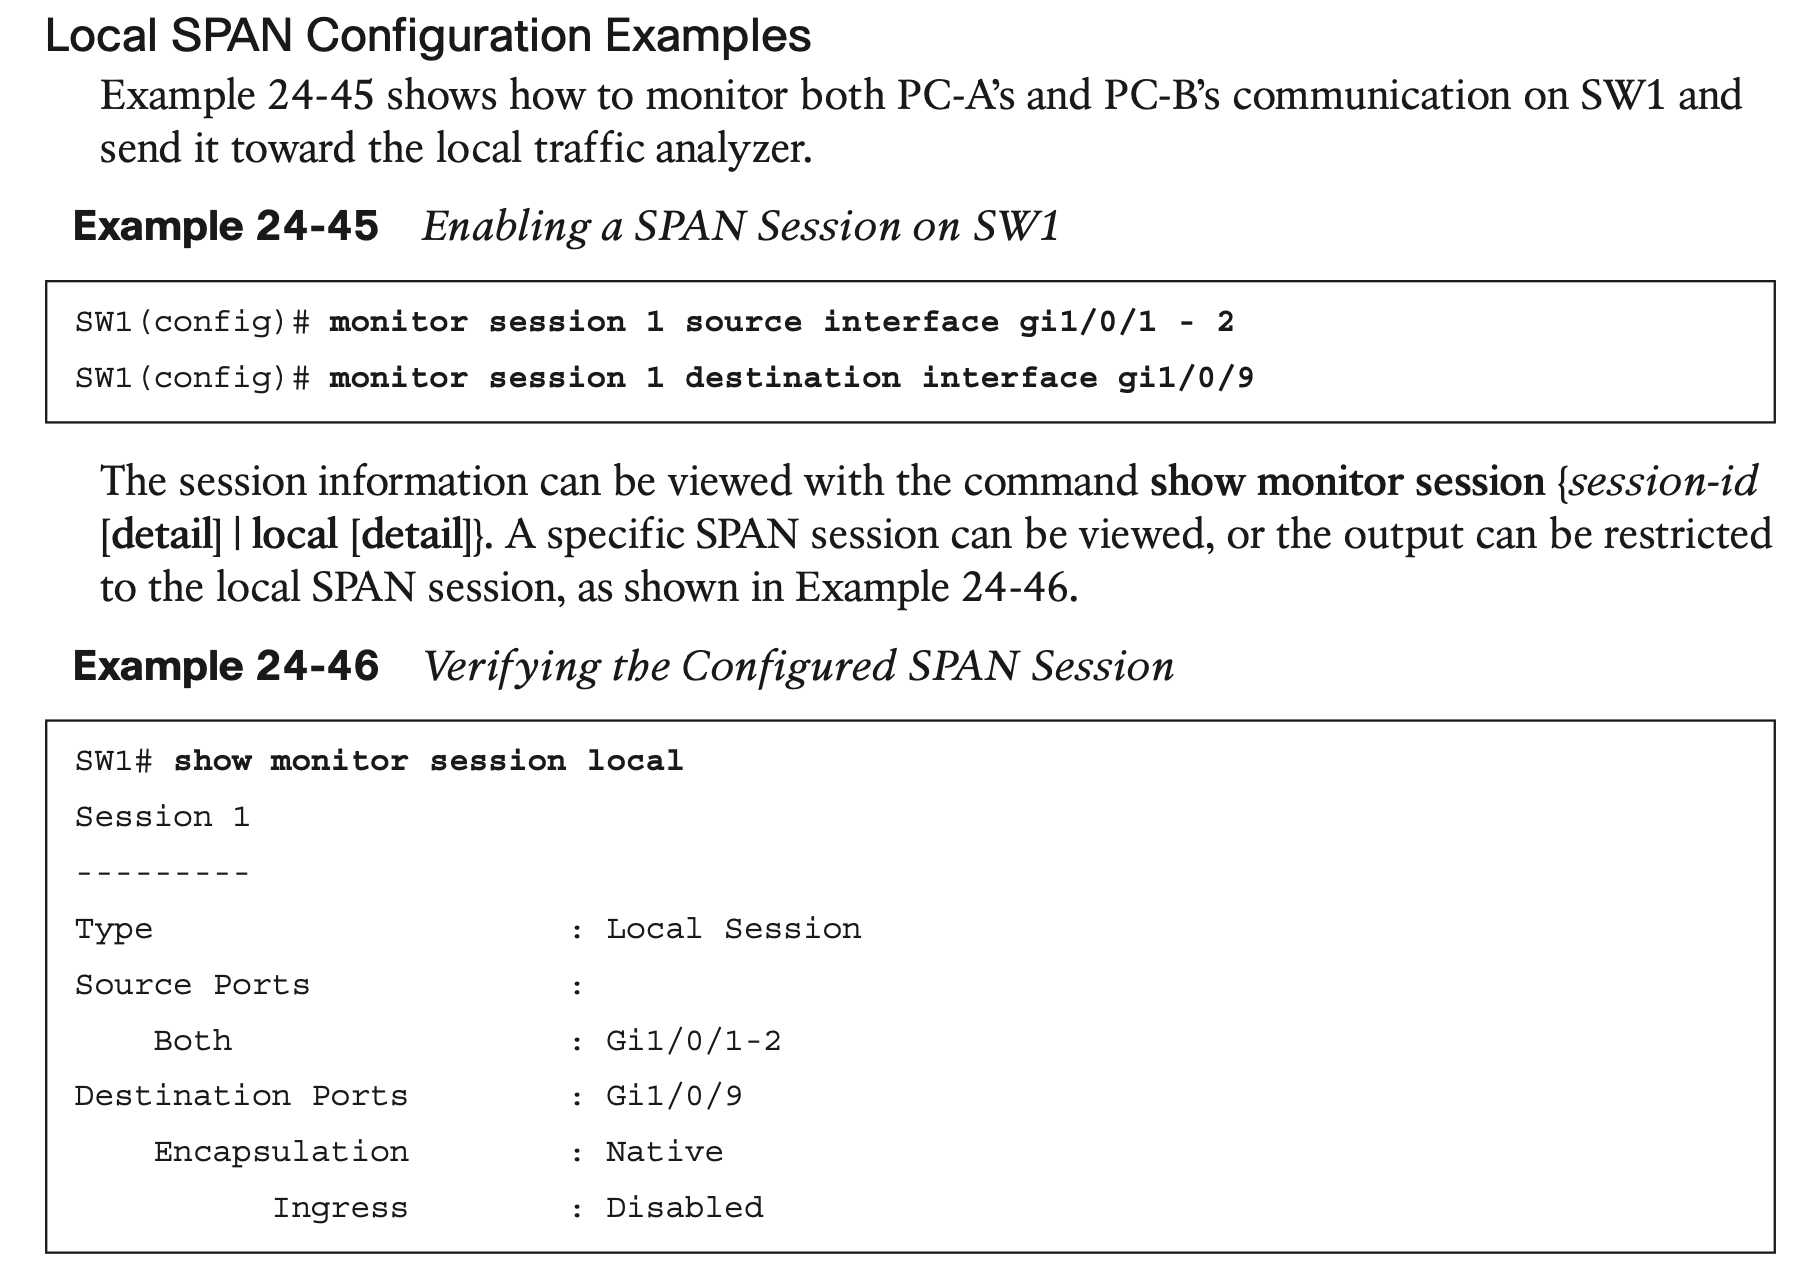 Local SPAN Configuration Examples
Example 24-45 shows how to monitor both PC-A’s and PC-B’s communication on SW1 and
send it toward the local traffic analyzer.
Example 24-45 Enabling a SPAN Session on SW1
SW1(config)# monitor session 1 source interface gi1/0/1 - 2
SW1(config)# monitor session 1 destination interface gi1/0/9
The session information can be viewed with the command show monitor session {session-id
[detail] | local [detail]}. A specific SPAN session can be viewed, or the output can be restricted
to the local SPAN session, as shown in Example 24-46.
Example 24-46 Verifying the Configured SPAN Session
SW1# show monitor session local
Session 1
---------
Type : Local Session
Source Ports :
Both : Gi1/0/1-2
Destination Ports : Gi1/0/9
Encapsulation : Native
Ingress : Disabled